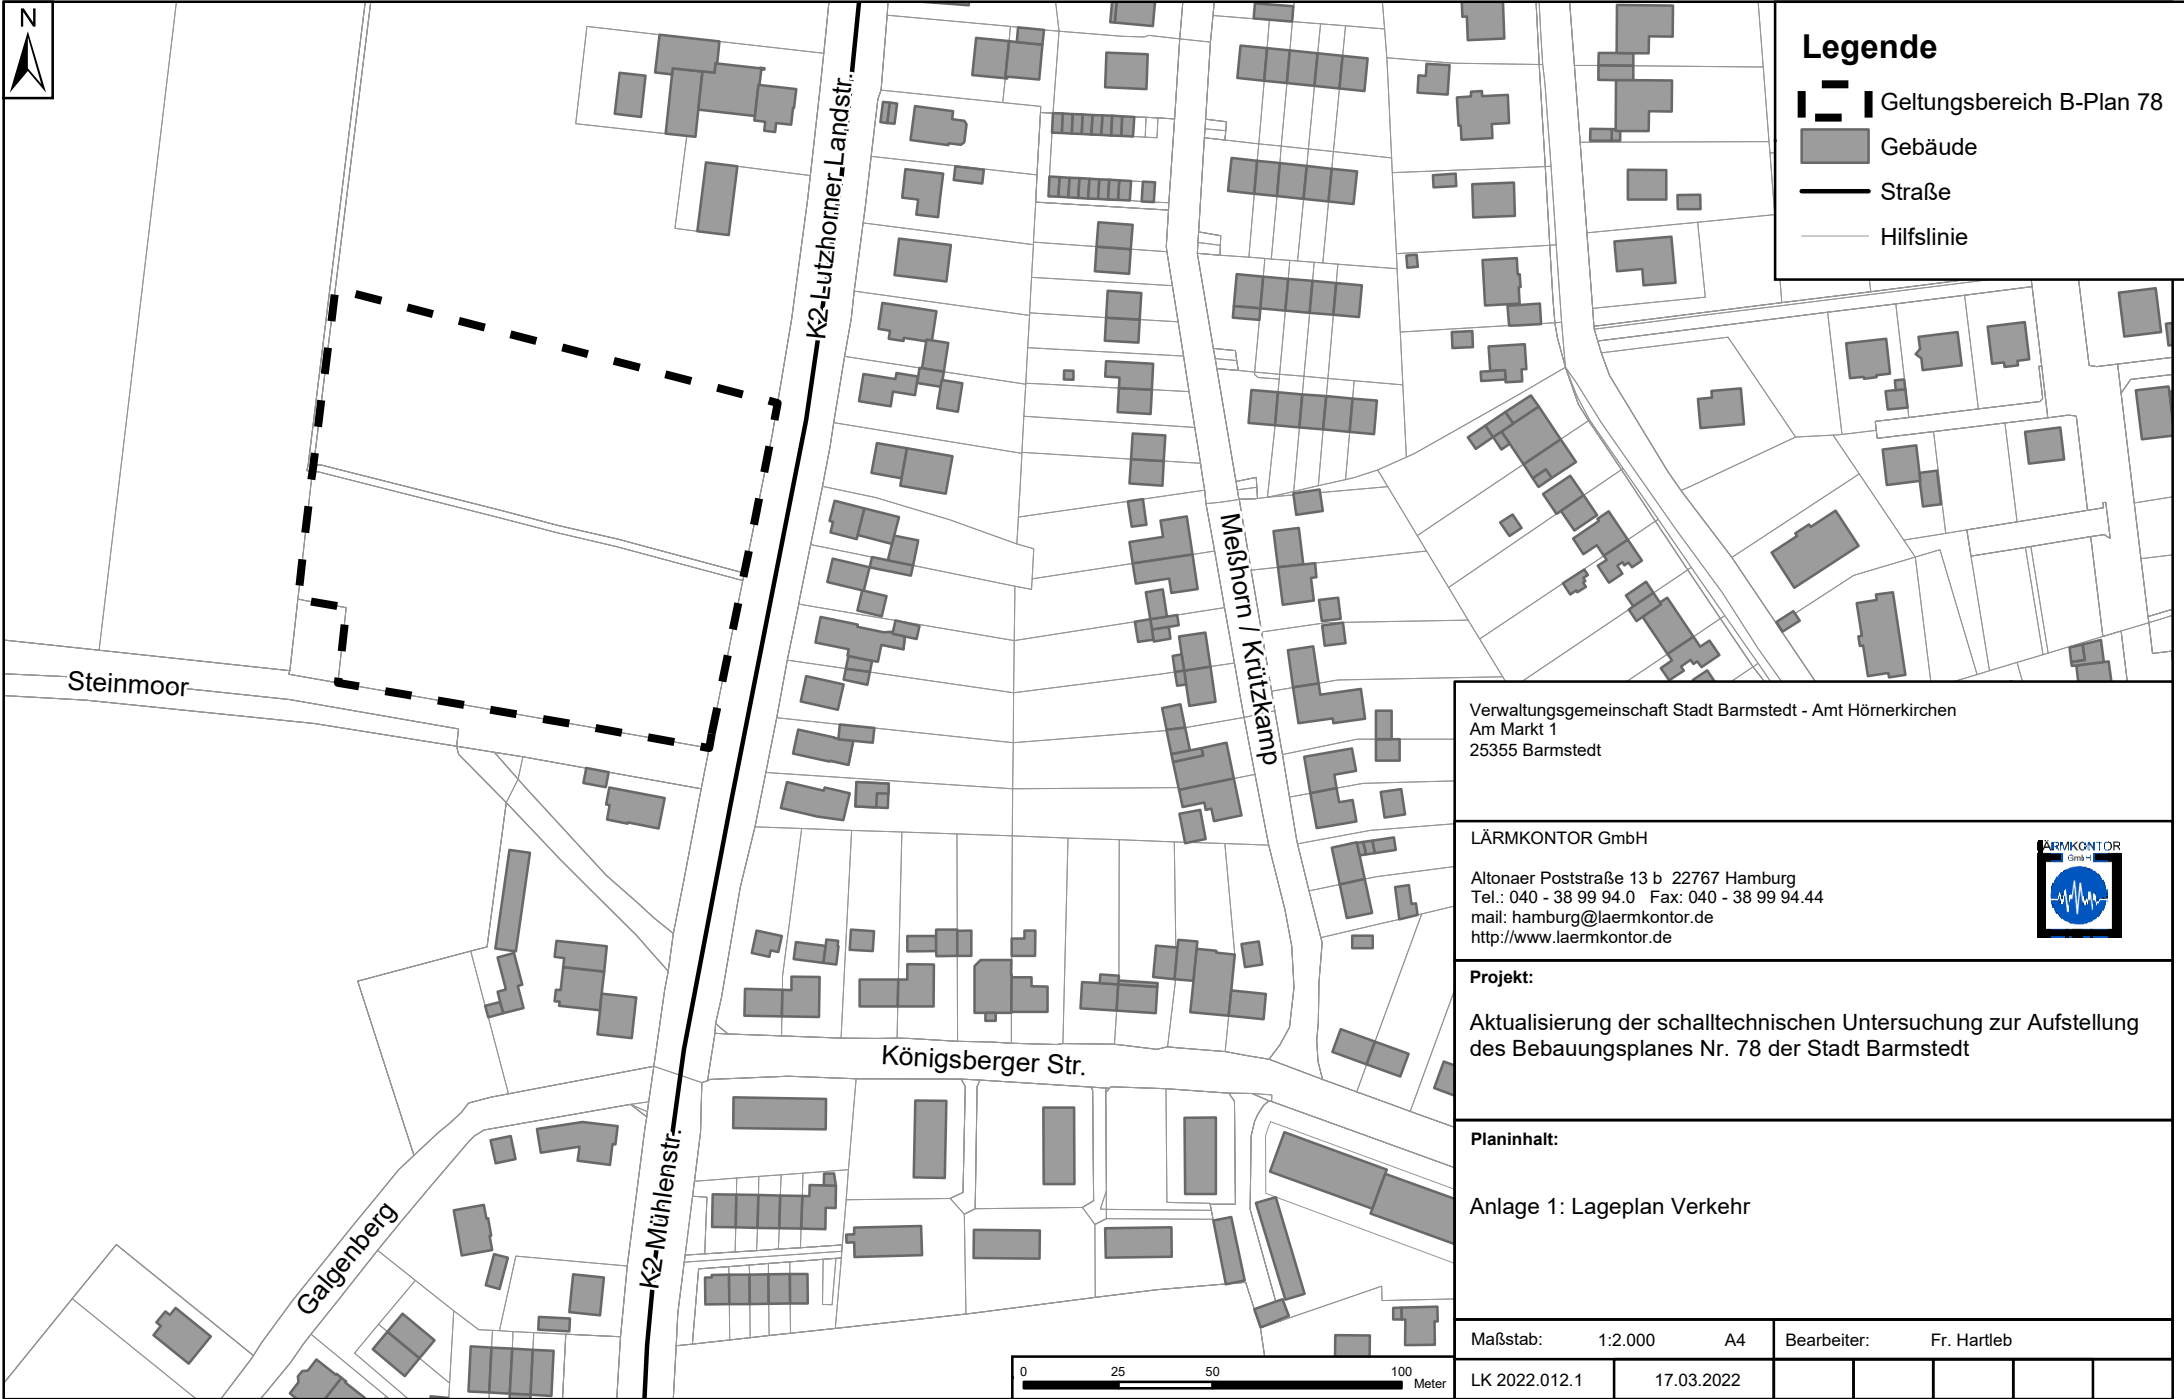 N
Legende
Geltungsbereich B-Plan 78
Gebäude
Straße
Hilfslinie
K2-Lutzhorner Landstr.
Meßhorn / Krützkamp
Steinmoor
Königsberger Str.
K2-Mühlenstr.
Galgenberg
Verwaltungsgemeinschaft Stadt Barmstedt - Amt Hörnerkirchen
Am Markt 1
25355 Barmstedt
LÄRMKONTOR GmbH
Altonaer Poststraße 13 b 22767 Hamburg
Tel.: 040 - 38 99 94.0 Fax: 040 - 38 99 94.44
mail: hamburg@laermkontor.de
http://www.laermkontor.de
LÄRMKONTOR
GmbH
Projekt:
Aktualisierung der schalltechnischen Untersuchung zur Aufstellung
des Bebauungsplanes Nr. 78 der Stadt Barmstedt
Planinhalt:
Anlage 1: Lageplan Verkehr
Maßstab: 1:2.000 A4 Bearbeiter: Fr. Hartleb
LK 2022.012.1 17.03.2022
0 25 50 100
Meter